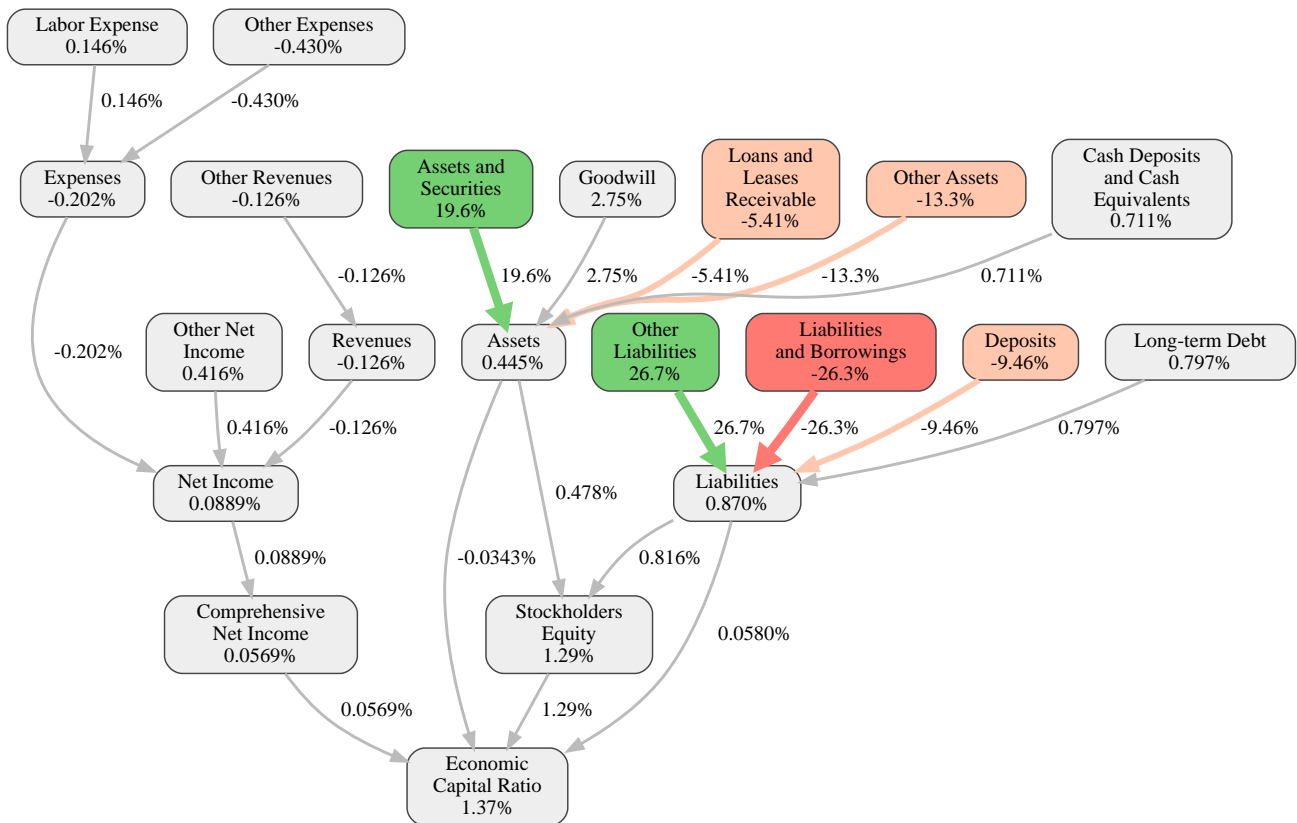 Labor Expense
0.146%
Other Expenses
-0.430%
0.146%
-0.430%
Expenses
-0.202%
Other Revenues
-0.126%
Assets and
Securities
19.6%
Goodwill
2.75%
Loans and
Leases
Receivable
-5.41%
Other Assets
-13.3%
Cash Deposits
and Cash
Equivalents
0.711%
-0.126%
19.6%
2.75%
-5.41%
-13.3%
0.711%
-0.202%
Other Net
Income
0.416%
Revenues
-0.126%
Assets
0.445%
Other
Liabilities
26.7%
Liabilities
and Borrowings
-26.3%
Deposits
-9.46%
Long-term Debt
0.797%
0.416%
-0.126%
26.7%
-26.3%
-9.46%
0.797%
Net Income
0.0889%
Liabilities
0.870%
0.478%
0.0889%
-0.0343%
0.816%
Comprehensive
Net Income
0.0569%
Stockholders
Equity
1.29%
0.0580%
0.0569%
1.29%
Economic
Capital Ratio
1.37%